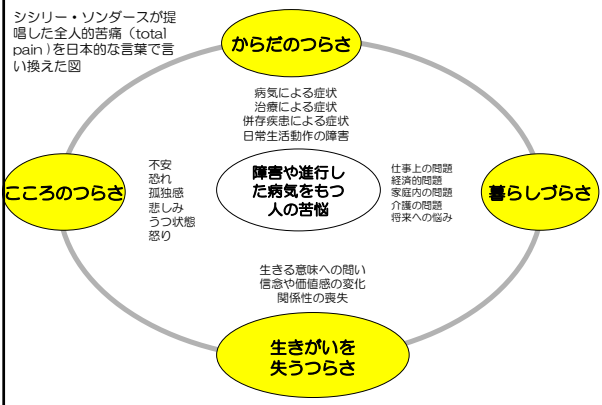 シシリー・ソンダースが提
唱した全人的苦痛（total
pain）を日本的な言葉で言
い換えた図
からだのつらさ
病気による症状
治療による症状
併存疾患による症状
日常生活動作の障害
こころのつらさ
不安
恐れ
孤独感
悲しみ
うつ状態
怒り
障害や進行し
た病気をもつ
人の苦悩
仕事上の問題
経済的問題
家庭内の問題
介護の問題
将来への悩み
暮らしづらさ
生きる意味への問い
信念や価値感の変化
関係性の喪失
生きがいを
失うつらさ